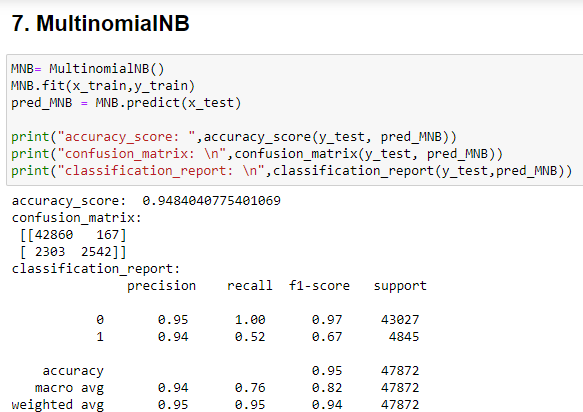 7. MultinomialNB
MNB= MultinomialNB()
MNB.fit(x_train,y_train)
pred_MNB = MNB.predict(x_test)
print("accuracy_score: ",accuracy_score(y_test, pred_MNB))
print("confusion_matrix: \n",confusion_matrix(y_test, pred_MNB))
print("classification_report: \n",classification_report(y_test,pred_MNB))
accuracy_score:  0.9484040775401069
confusion_matrix:
 [[42860   167]
 [ 2303  2542]]
classification_report:
               precision    recall  f1-score   support
           0       0.95      1.00      0.97     43027
           1       0.94      0.52      0.67      4845
    accuracy                           0.95     47872
   macro avg       0.94      0.76      0.82     47872
weighted avg       0.95      0.95      0.94     47872